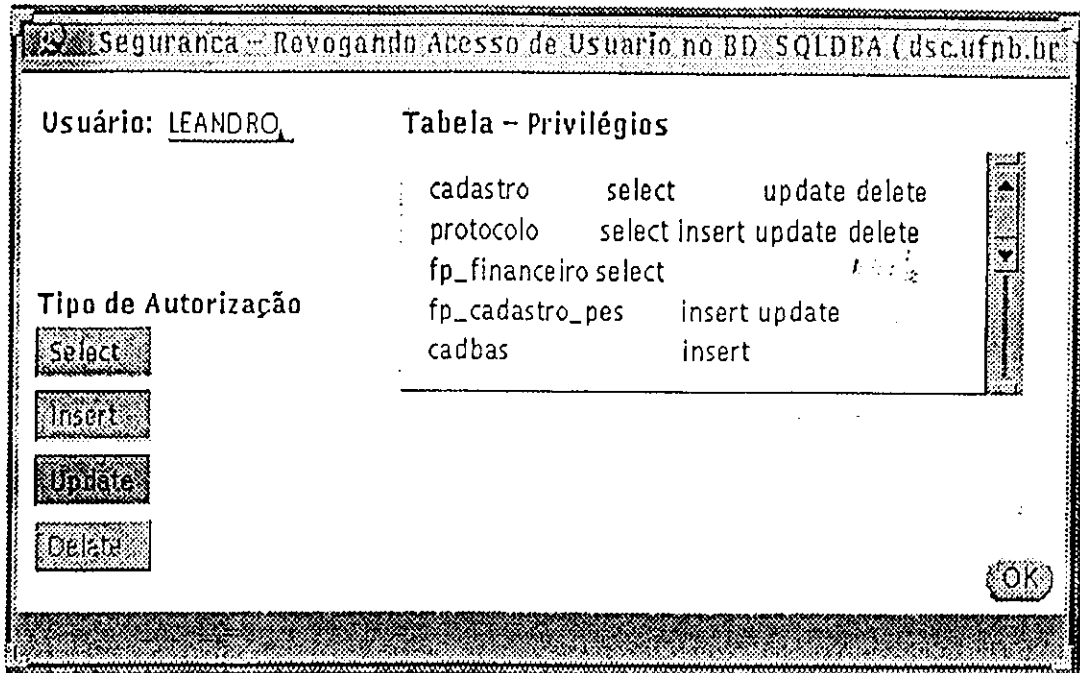 Seguranca - Revogando Acesso de Usuario no BD SQLDBA ( dsc.ufpb.br
Usuário: LEANDRO
Tabela - Privilégios
cadastro select update delete
protocolo select insert update delete
fp_financeiro select
fp_cadastro_pes insert update
cadbas insert
Tipo de Autorização
Select
Insert
Update
Delete
OK